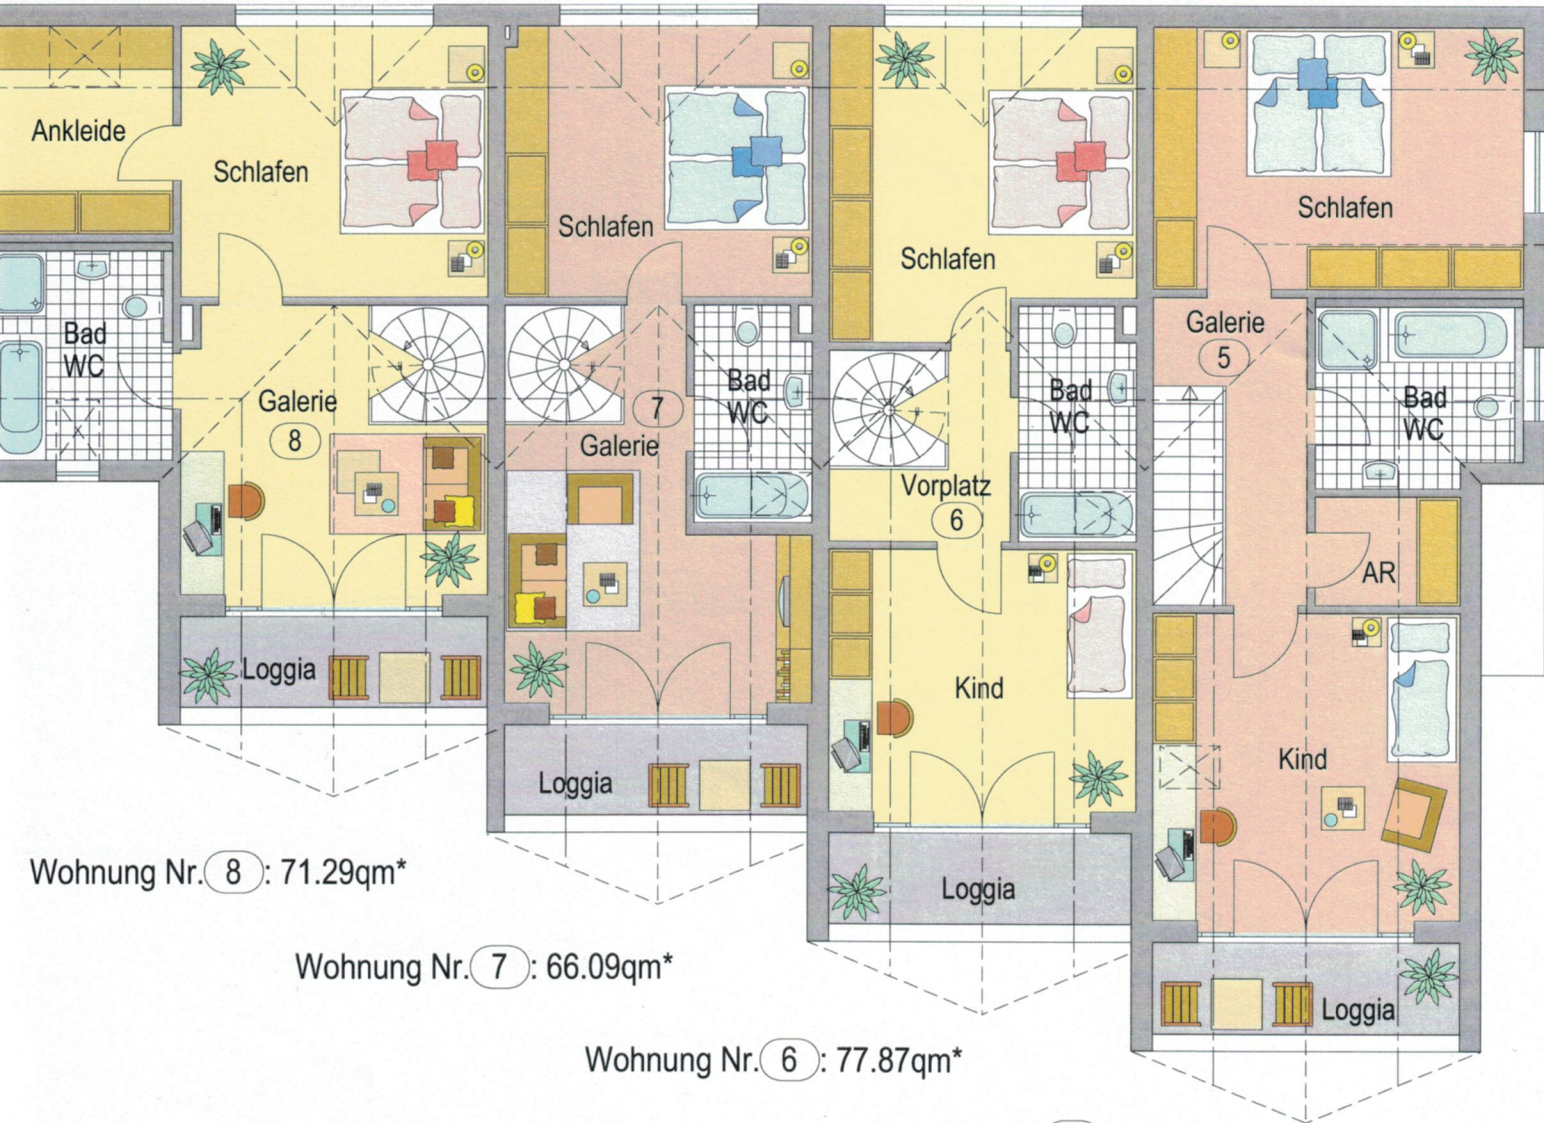 Ankleide
Schlafen
Schlafen
Schlafen
Schlafen
Bad
WC
Galerie
8
7
Galerie
Bad
WC
Bad
WC
Vorplatz
6
Galerie
5
Bad
WC
AR
Loggia
Loggia
Kind
Kind
Loggia
Loggia
Wohnung Nr. 8 : 71.29qm*
Wohnung Nr. 7 : 66.09qm*
Wohnung Nr. 6 : 77.87qm*